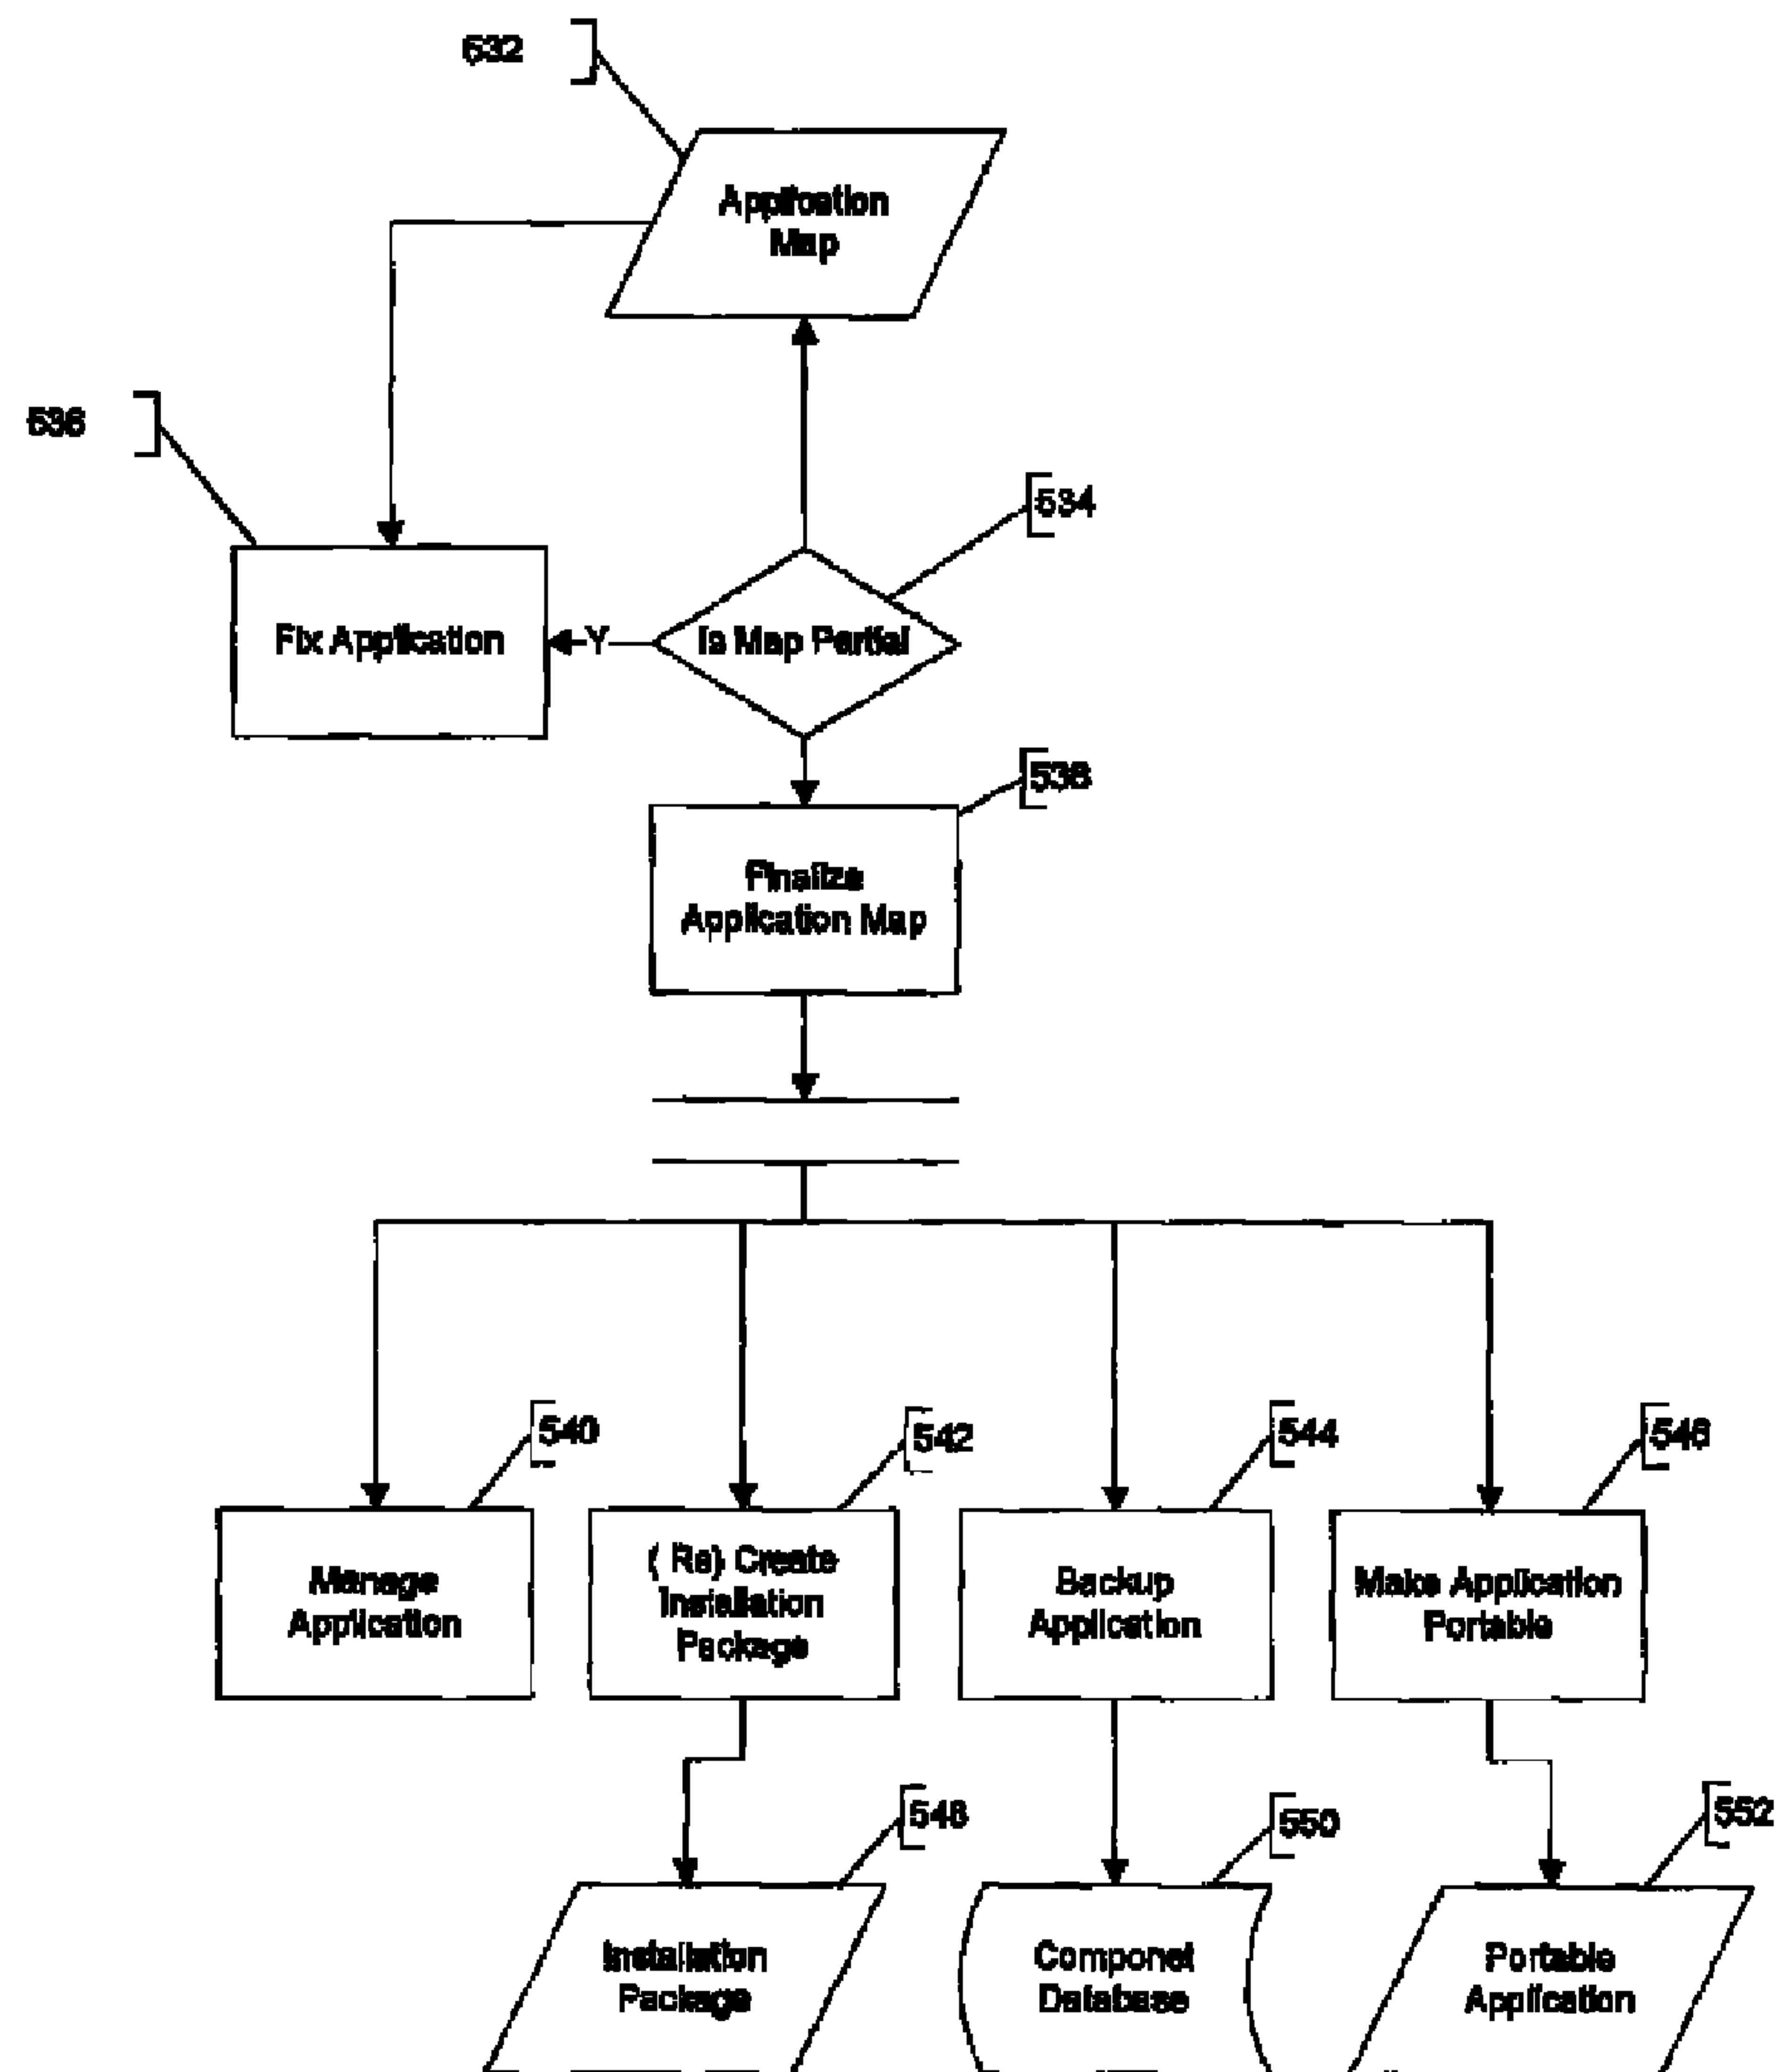 532
Application
Map
536
534
Fix Application
Y
Is Map Partial
538
Finalize
Application Map
540
542
544
546
Manage
Application
( Re) Create
Installation
Package
Backup
Application
Make Application
Portable
548
550
552
Installation
Package
Componet
Database
Portable
Application